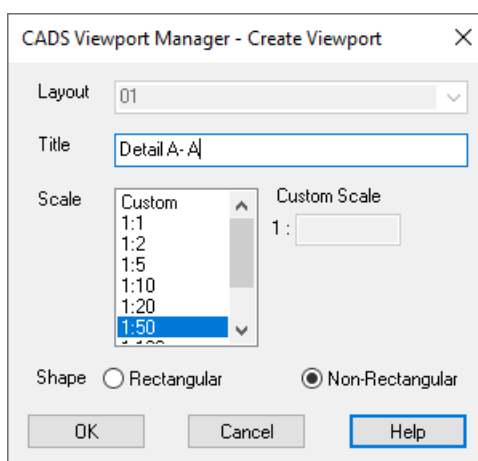 CADS Viewport Manager - Create Viewport
Layout 01
Title Detail A- A
Scale Custom Custom Scale
1:1 1 :
1:2
1:5
1:10
1:20
1:50
Shape Rectangular Non-Rectangular
OK Cancel Help